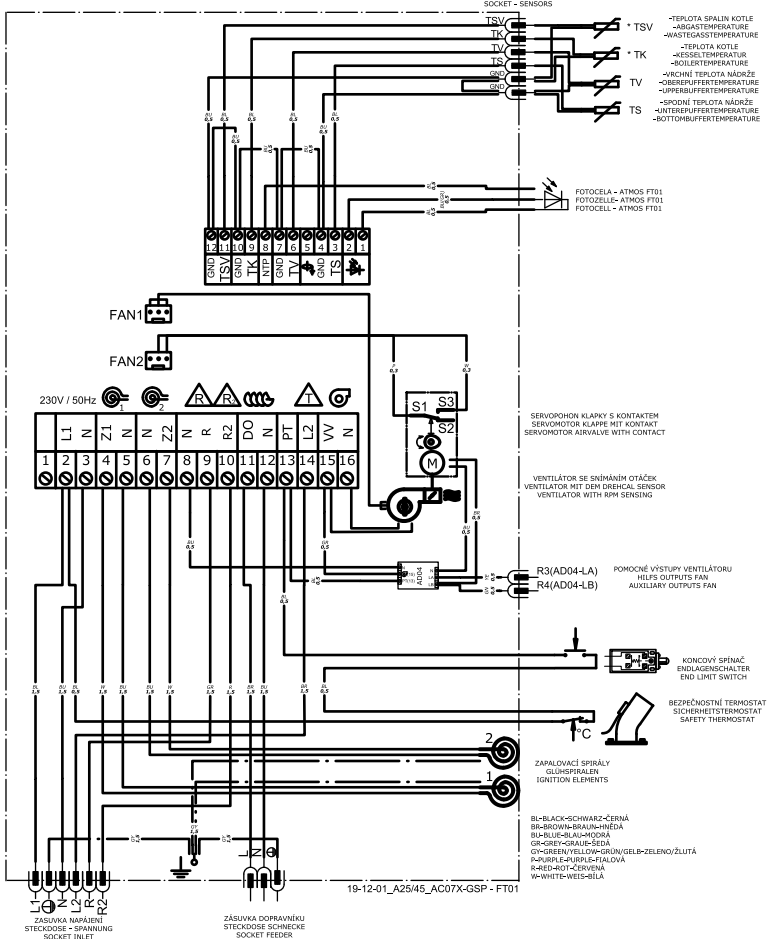 SOCKET - SENSORS
TSV
TK
TV
TS
GND
GND
* TSV
-TEPLOTA SPALIN KOTLE
-ABGASTEMPERATURE
-WASTEGASSTEMPERATURE
* TK
-TEPLOTA KOTLE
-KESSELTEMPERATUR
-BOILERTEMPERATURE
TV
-VRCHNÍ TEPLOTA NÁDRŽE
-OBEREPUFFERTEMPERATURE
-UPPERBUFFERTEMPERATURE
TS
-SPODNÍ TEPLOTA NÁDRŽE
-UNTEREPUFFERTEMPERATURE
-BOTTOMBUFFERTEMPERATURE
FOTOCELA - ATMOS FT01
FOTOZELLE- ATMOS FT01
FOTOCELL - ATMOS FT01
12 11 10 9 8 7 6 5 4 3 2 1
GND TSV GND TK NTP GND TV GND TS
FAN1
FAN2
S1 S3
S2
M
SERVOPOHON KLAPKY S KONTAKTEM
SERVOMOTOR KLAPPE MIT KONTAKT
SERVOMOTOR AIRVALVE WITH CONTACT
230V / 50Hz
1 2 R R2 T
L1 N Z1 N N Z2 N R R2 DO N PT L2 VV N
1 2 3 4 5 6 7 8 9 10 11 12 13 14 15 16
VENTILÁTOR SE SNÍMÁNÍM OTÁČEK
VENTILATOR MIT DEM DREHCAL SENSOR
VENTILATOR WITH RPM SENSING
AD04
N
LA
LB
R3(AD04-LA)
R4(AD04-LB)
POMOCNÉ VÝSTUPY VENTILÁTORU
HILFS OUTPUTS FAN
AUXILIARY OUTPUTS FAN
KONCOVÝ SPÍNAČ
ENDLAGENSCHALTER
END LIMIT SWITCH
°C
BEZPEČNOSTNÍ TERMOSTAT
SICHERHEITSTERMOSTAT
SAFETY THERMOSTAT
2
1
ZAPALOVACÍ SPIRÁLY
GLÜHSPIRALEN
IGNITION ELEMENTS
BL-BLACK-SCHWARZ-ČERNÁ
BR-BROWN-BRAUN-HNĚDÁ
BU-BLUE-BLAU-MODRÁ
GR-GREY-GRAUE-ŠEDÁ
GY-GREEN/YELLOW-GRÜN/GELB-ZELENO/ŽLUTÁ
P-PURPLE-PURPLE-FIALOVÁ
R-RED-ROT-ČERVENÁ
W-WHITE-WEIS-BÍLÁ
L N
19-12-01_A25/45_AC07X-GSP - FT01
L1 N L2 R R2
ZASUVKA NAPÁJENÍ
STECKDOSE - SPANNUNG
SOCKET INLET
ZÁSUVKA DOPRAVNÍKU
STECKDOSE SCHNECKE
SOCKET FEEDER